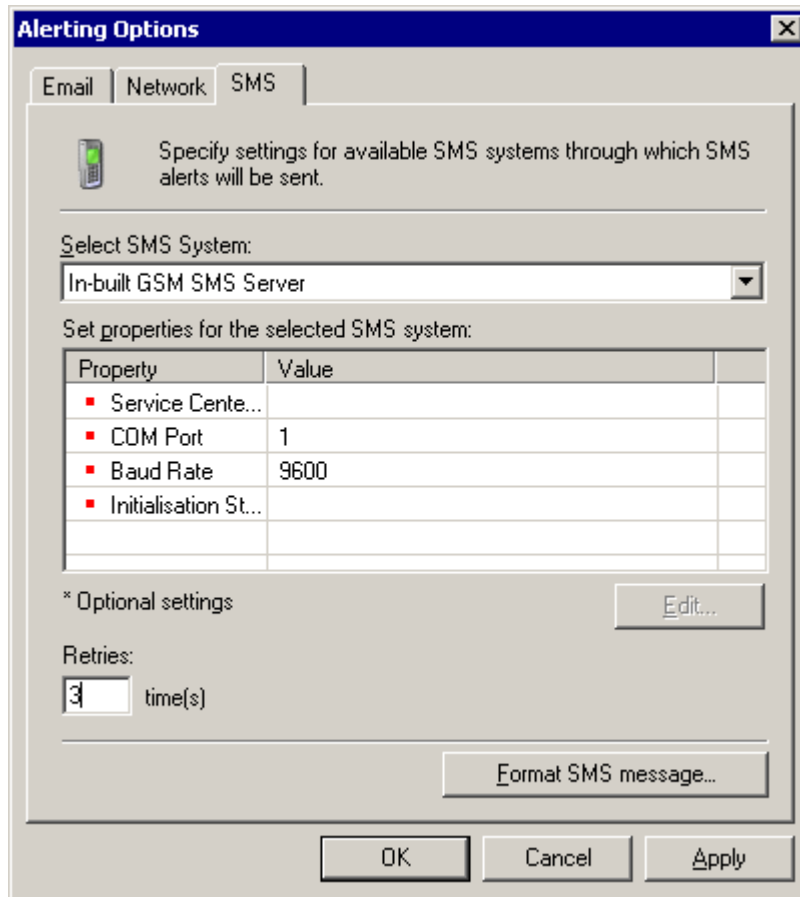 Alerting Options
Email Network SMS
Specify settings for available SMS systems through which SMS
alerts will be sent.
Select SMS System:
In-built GSM SMS Server
Set properties for the selected SMS system:
Property Value
Service Cente...
COM Port 1
Baud Rate 9600
Initialisation St...
* Optional settings
Edit...
Retries:
3 time(s)
Format SMS message...
OK Cancel Apply